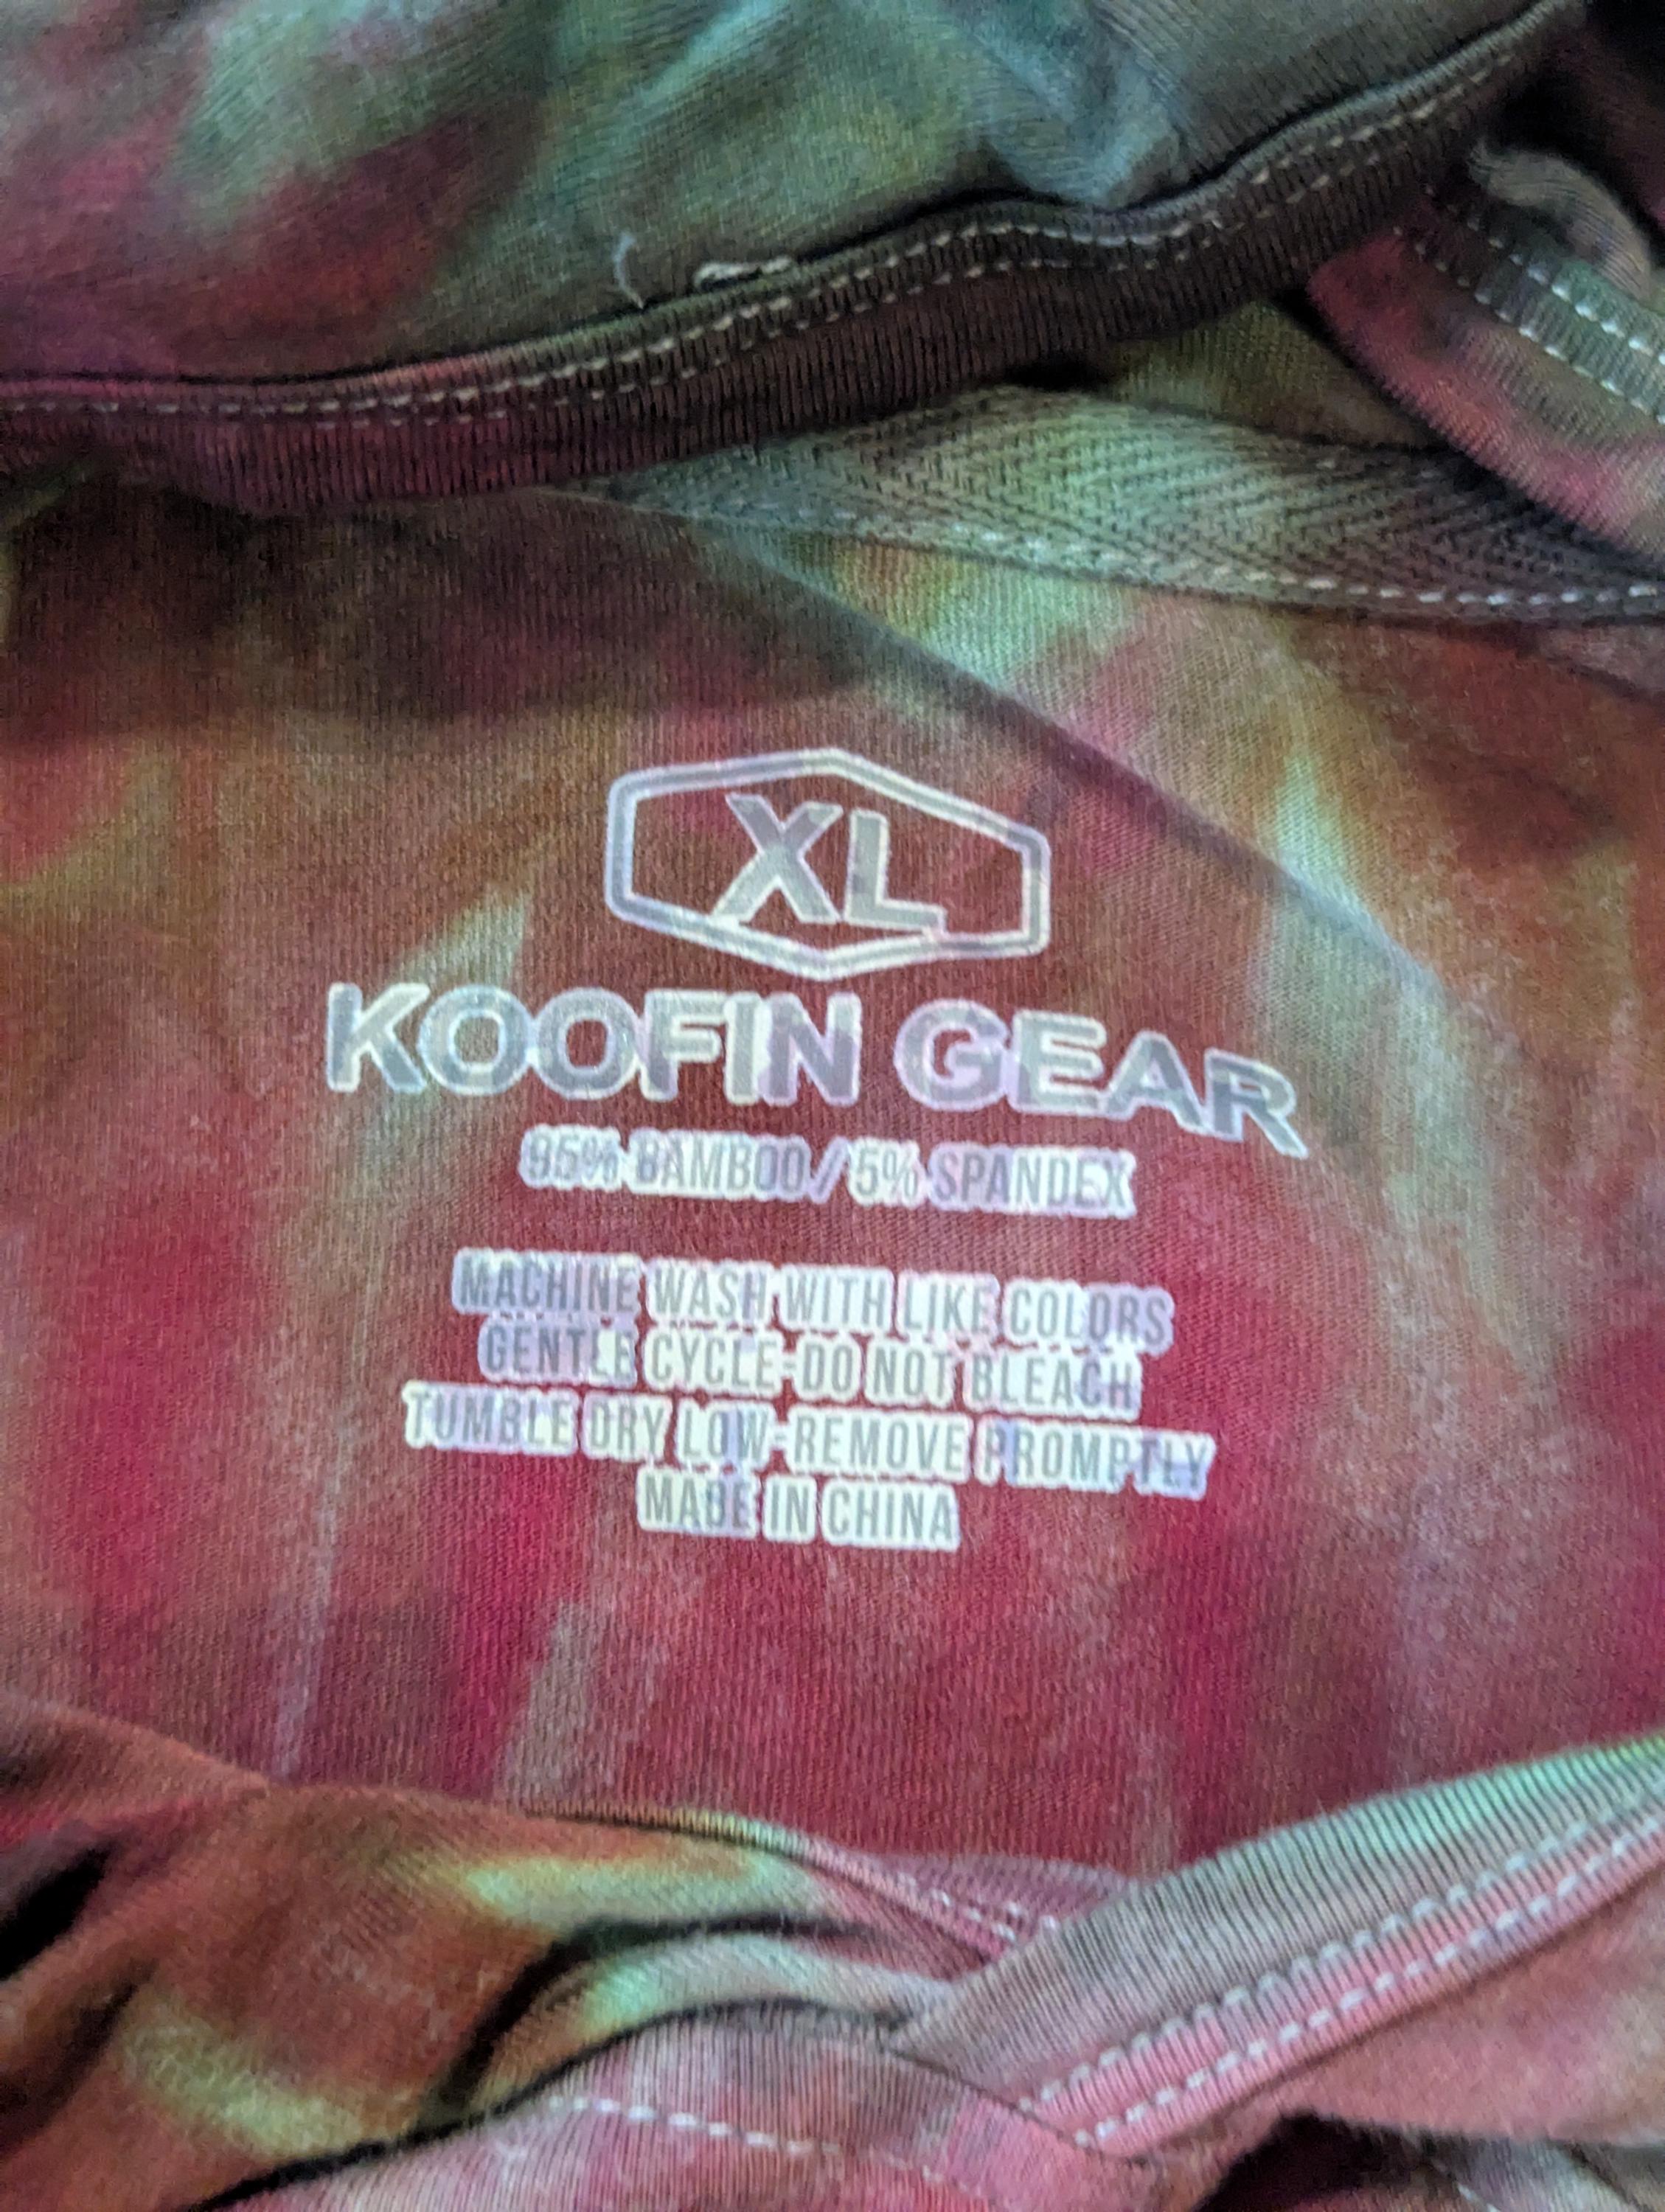 XL
KOOFIN GEAR
95% BAMBOO / 5% SPANDEX
MACHINE WASH WITH LIKE COLORS
GENTLE CYCLE-DO NOT BLEACH
TUMBLE DRY LOW-REMOVE PROMPTLY
MADE IN CHINA